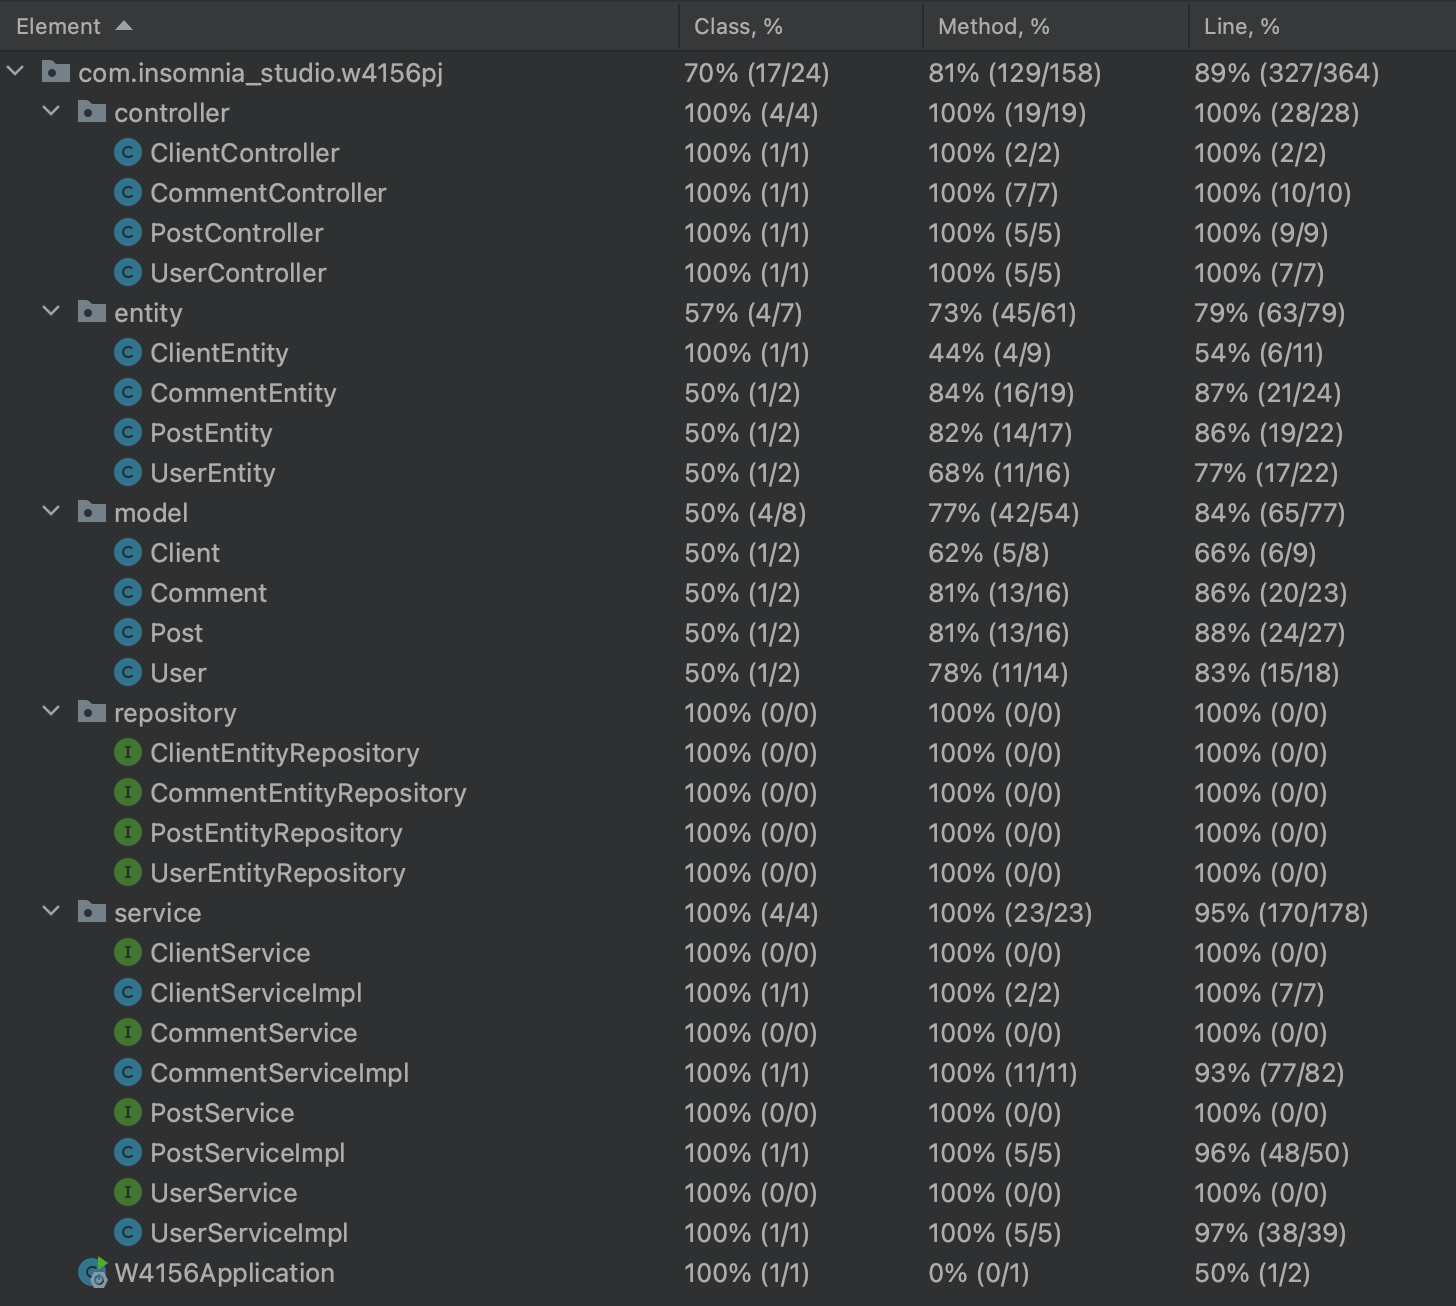 Element Class, % Method, % Line, %
com.insomnia_studio.w4156pj 70% (17/24) 81% (129/158) 89% (327/364)
controller 100% (4/4) 100% (19/19) 100% (28/28)
C ClientController 100% (1/1) 100% (2/2) 100% (2/2)
C CommentController 100% (1/1) 100% (7/7) 100% (10/10)
C PostController 100% (1/1) 100% (5/5) 100% (9/9)
C UserController 100% (1/1) 100% (5/5) 100% (7/7)
entity 57% (4/7) 73% (45/61) 79% (63/79)
C ClientEntity 100% (1/1) 44% (4/9) 54% (6/11)
C CommentEntity 50% (1/2) 84% (16/19) 87% (21/24)
C PostEntity 50% (1/2) 82% (14/17) 86% (19/22)
C UserEntity 50% (1/2) 68% (11/16) 77% (17/22)
model 50% (4/8) 77% (42/54) 84% (65/77)
C Client 50% (1/2) 62% (5/8) 66% (6/9)
C Comment 50% (1/2) 81% (13/16) 86% (20/23)
C Post 50% (1/2) 81% (13/16) 88% (24/27)
C User 50% (1/2) 78% (11/14) 83% (15/18)
repository 100% (0/0) 100% (0/0) 100% (0/0)
I ClientEntityRepository 100% (0/0) 100% (0/0) 100% (0/0)
I CommentEntityRepository 100% (0/0) 100% (0/0) 100% (0/0)
I PostEntityRepository 100% (0/0) 100% (0/0) 100% (0/0)
I UserEntityRepository 100% (0/0) 100% (0/0) 100% (0/0)
service 100% (4/4) 100% (23/23) 95% (170/178)
I ClientService 100% (0/0) 100% (0/0) 100% (0/0)
C ClientServiceImpl 100% (1/1) 100% (2/2) 100% (7/7)
I CommentService 100% (0/0) 100% (0/0) 100% (0/0)
C CommentServiceImpl 100% (1/1) 100% (11/11) 93% (77/82)
I PostService 100% (0/0) 100% (0/0) 100% (0/0)
C PostServiceImpl 100% (1/1) 100% (5/5) 96% (48/50)
I UserService 100% (0/0) 100% (0/0) 100% (0/0)
C UserServiceImpl 100% (1/1) 100% (5/5) 97% (38/39)
C W4156Application 100% (1/1) 0% (0/1) 50% (1/2)